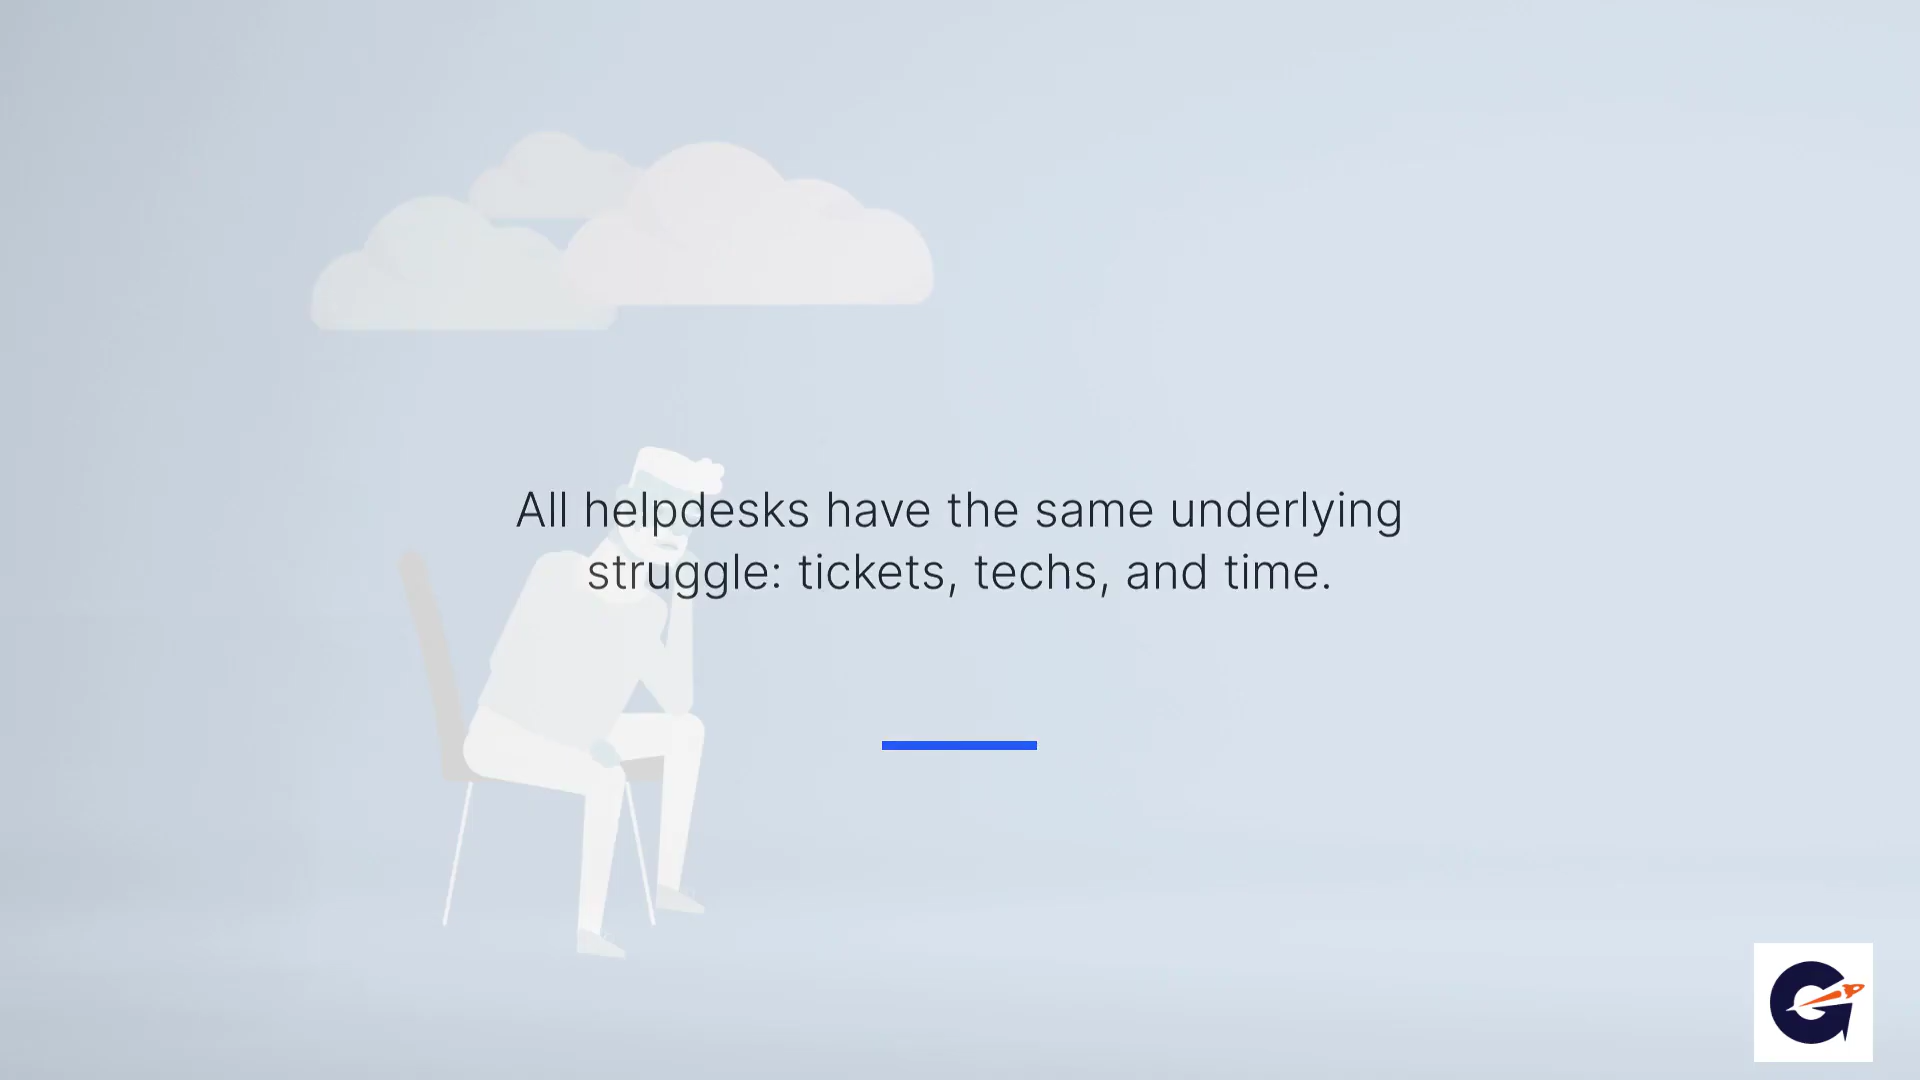 All helpdesks have the same underlying
struggle: tickets, techs, and time.